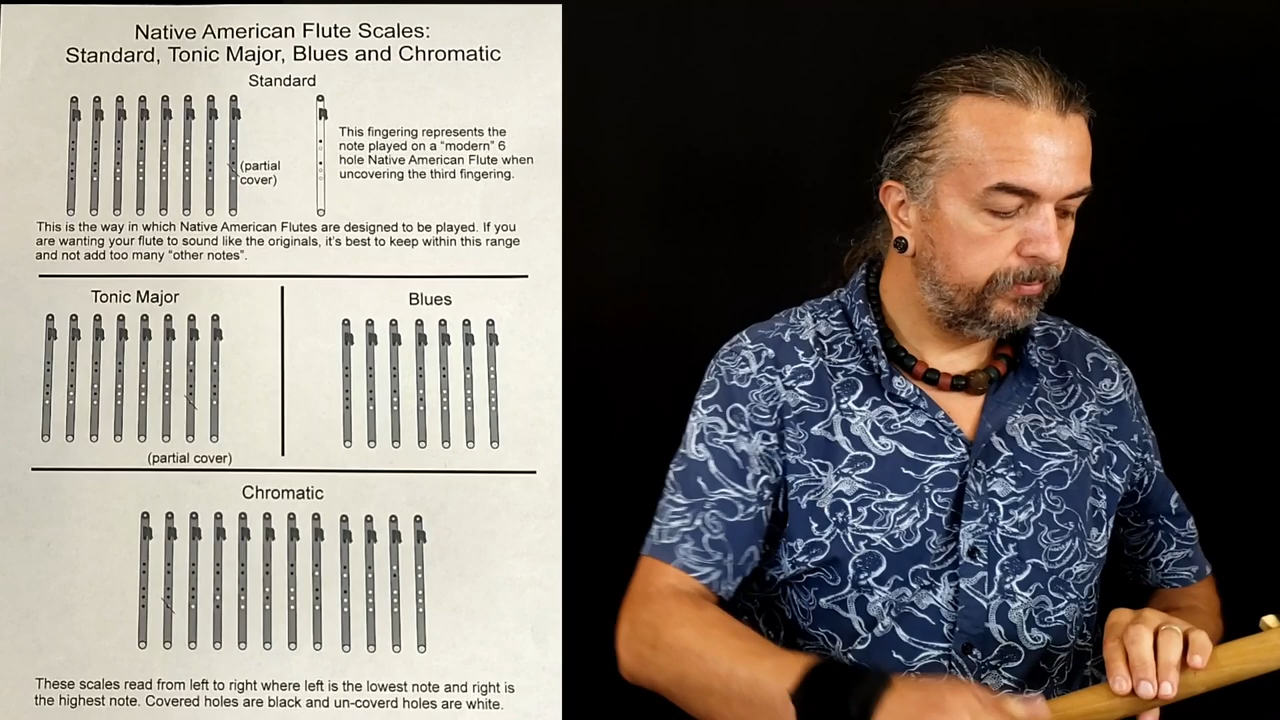 Native American Flute Scales:
Standard, Tonic Major, Blues and Chromatic
Standard
(partial
cover)
This fingering represents the
note played on a “modern” 6
hole Native American Flute when
uncovering the third fingering.
This is the way in which Native American Flutes are designed to be played. If you
are wanting your flute to sound like the originals, it's best to keep within this range
and not add too many “other notes”.
Tonic Major
Blues
(partial cover)
Chromatic
These scales read from left to right where left is the lowest note and right is
the highest note. Covered holes are black and un-coverd holes are white.